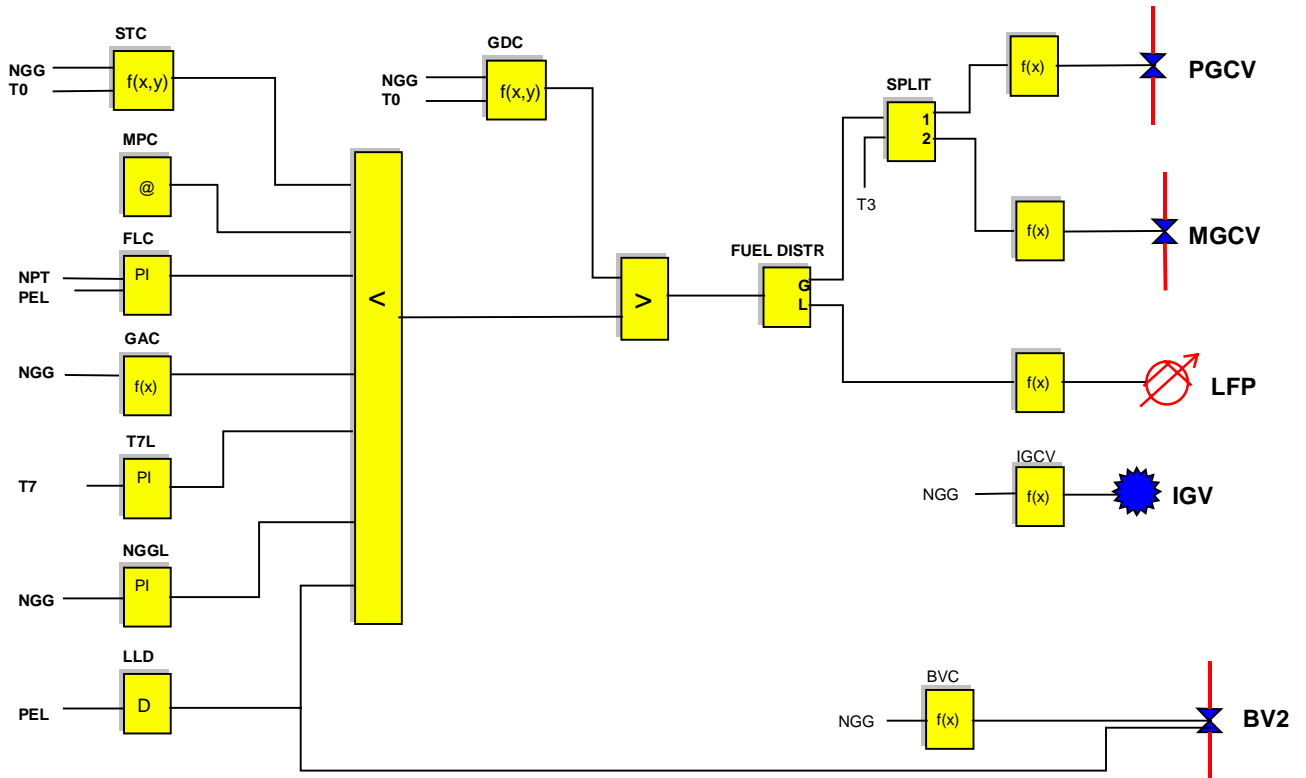 STC
NGG
T0
f(x,y)
GDC
NGG
T0
f(x,y)
f(x)
PGCV
SPLIT
1
2
T3
MPC
@
f(x)
MGCV
FLC
NPT
PEL
PI
<
>
FUEL DISTR
G
L
GAC
NGG
f(x)
f(x)
LFP
T7L
T7
PI
IGCV
NGG
f(x)
IGV
NGGL
NGG
PI
LLD
PEL
D
BVC
NGG
f(x)
BV2